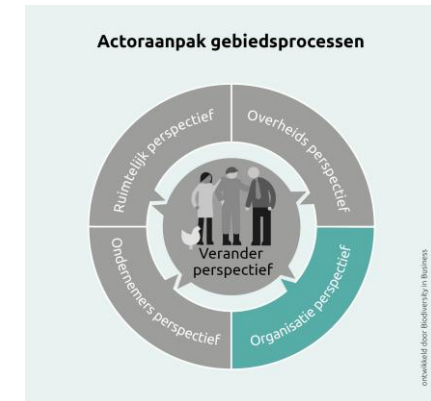 Actoraanpak gebiedsprocessen
Ruimtelijk perspectief
Overheids perspectief
Verander
perspectief
Ondernemers perspectief
Organisatie perspectief
ontwikkeld door Biodiversity in Business